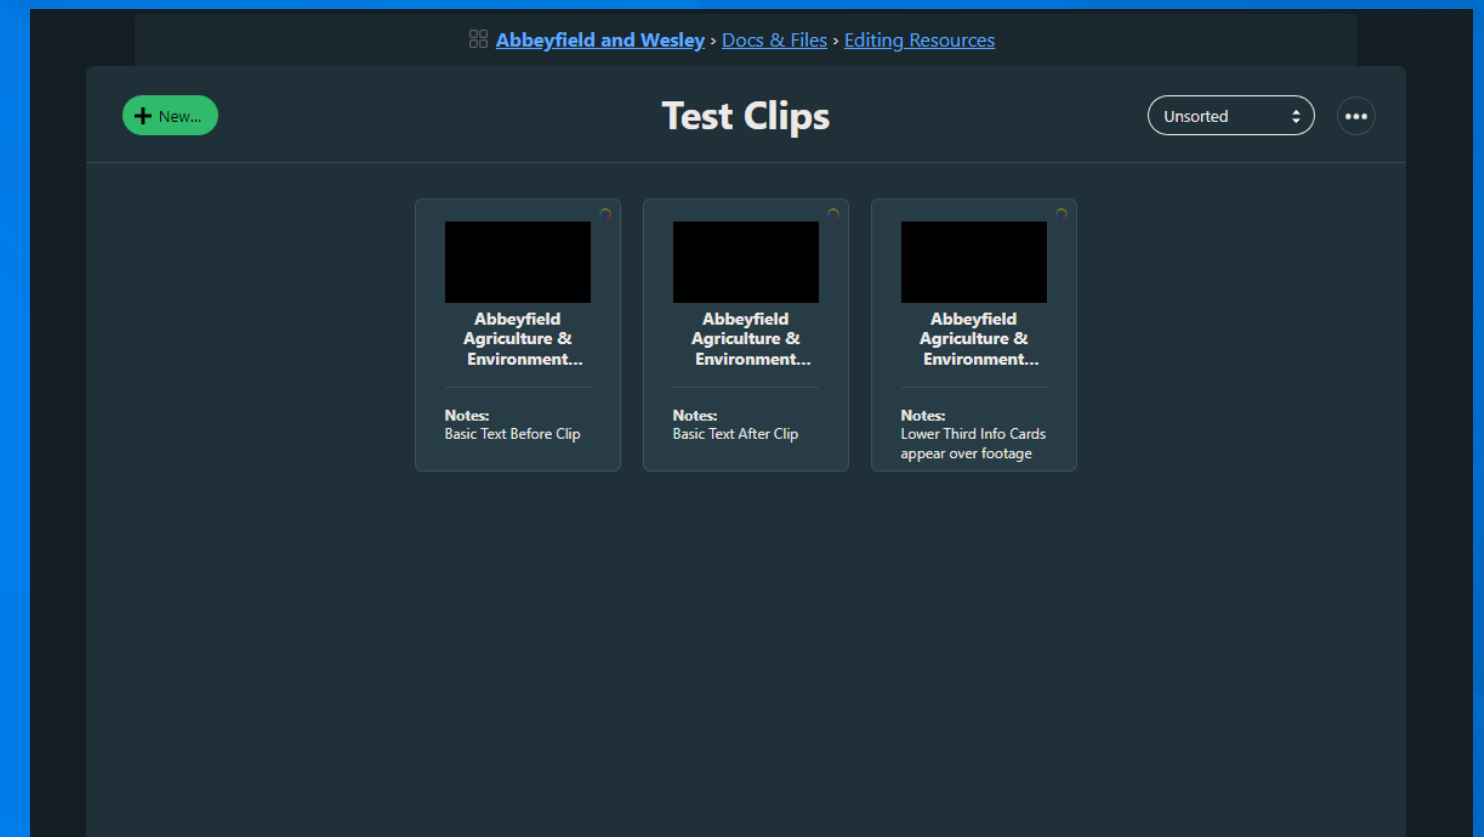 Abbeyfield and Wesley › Docs & Files › Editing Resources
New...
Test Clips
Unsorted
Abbeyfield
Agriculture &
Environment...
Notes:
Basic Text Before Clip
Abbeyfield
Agriculture &
Environment...
Notes:
Basic Text After Clip
Abbeyfield
Agriculture &
Environment...
Notes:
Lower Third Info Cards
appear over footage